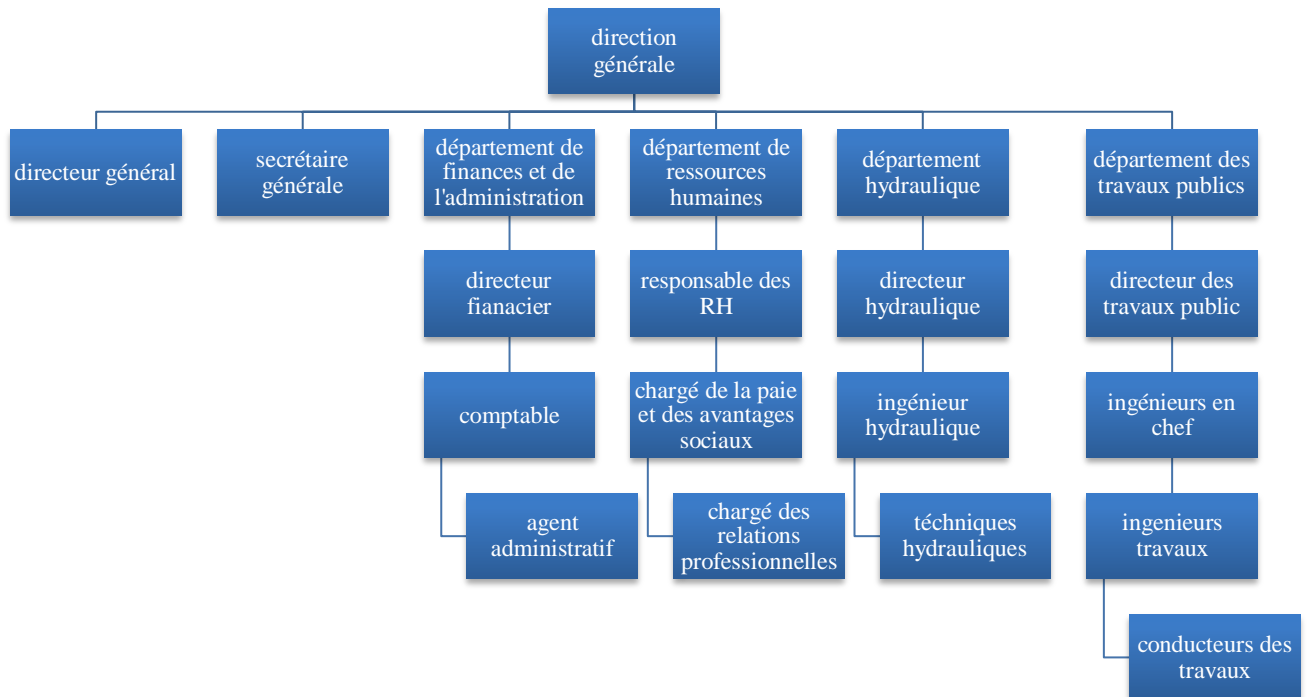 direction
générale
directeur général
secrétaire
générale
département de
finances et de
l'administration
département de
ressources
humaines
département
hydraulique
département des
travaux publics
directeur
fianacier
responsable des
RH
directeur
hydraulique
directeur des
travaux public
comptable
chargé de la paie
et des avantages
sociaux
ingénieur
hydraulique
ingénieurs en
chef
agent
administratif
chargé des
relations
professionnelles
téchniques
hydrauliques
ingenieurs
travaux
conducteurs des
travaux